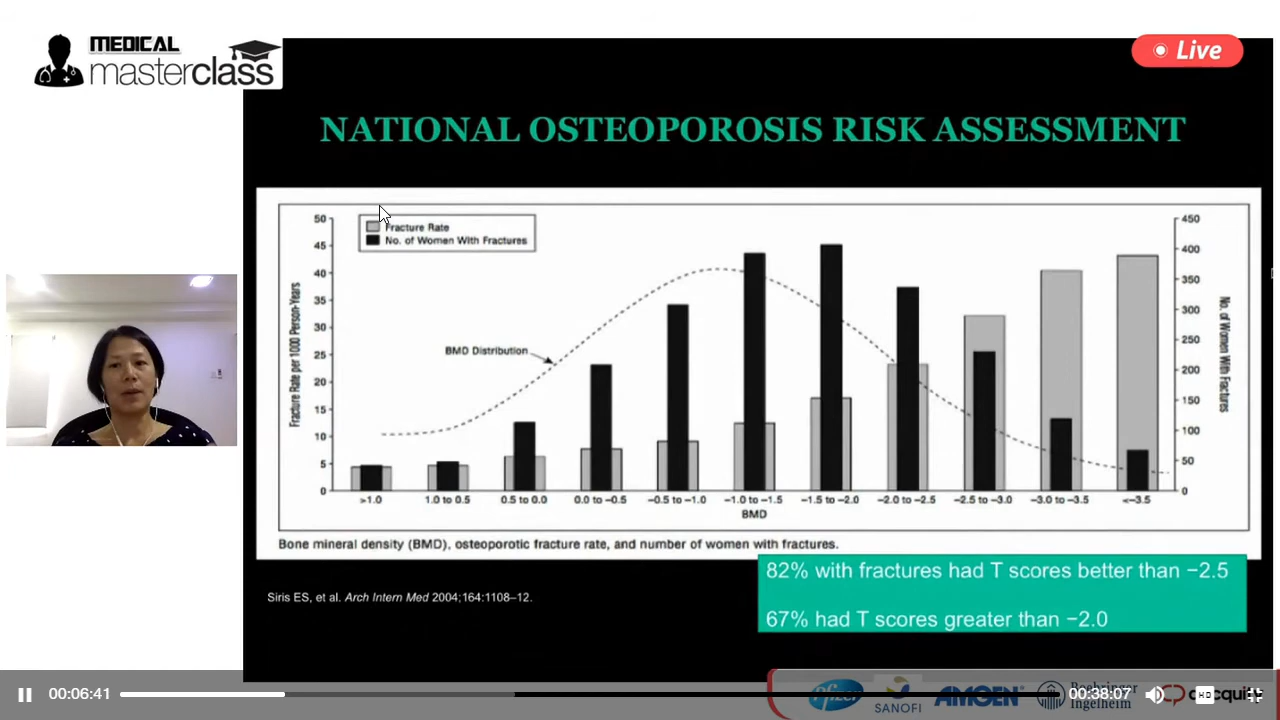 MEDICAL
masterclass
Live
NATIONAL OSTEOPOROSIS RISK ASSESSMENT
Fracture Rate
No. of Women With Fractures
Fracture Rate per 1000 Person-Years
50
45
40
35
30
25
20
15
10
5
0
BMD Distribution
450
400
350
300
250
200
150
100
50
0
No. of Women With Fractures
>1.0
1.0 to 0.5
0.5 to 0.0
0.0 to −0.5
−0.5 to −1.0
−1.0 to −1.5
−1.5 to −2.0
−2.0 to −2.5
−2.5 to −3.0
−3.0 to −3.5
<−3.5
BMD
Bone mineral density (BMD), osteoporotic fracture rate, and number of women with fractures.
82% with fractures had T scores better than −2.5
67% had T scores greater than −2.0
Siris ES, et al. Arch Intern Med 2004;164:1108–12.
00:06:41
Pfizer
SANOFI
AMGEN
Boehringer
Ingelheim
00:38:07
HD